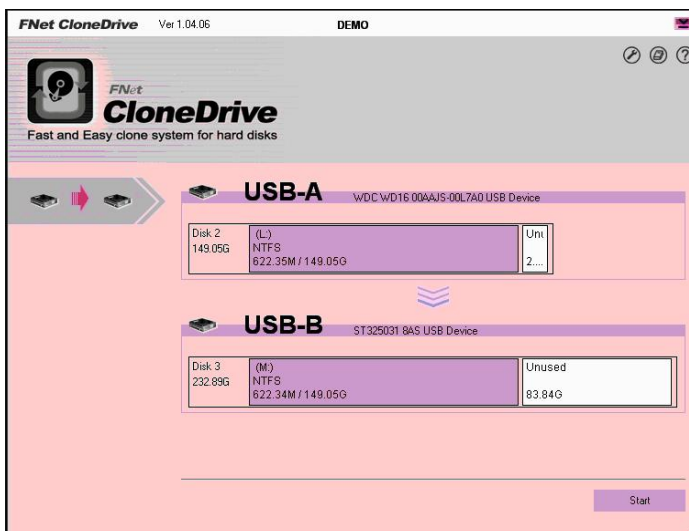 FNet CloneDrive Ver 1.04.06 DEMO
FNet
CloneDrive
Fast and Easy clone system for hard disks
USB-A WDC WD16 00AAJS-00L7A0 USB Device
Disk 2
149.05G
(L:)
NTFS
622.35M / 149.05G
2....
USB-B ST325031 8AS USB Device
Disk 3
232.89G
(M:)
NTFS
622.34M / 149.05G
Unused
83.84G
Start